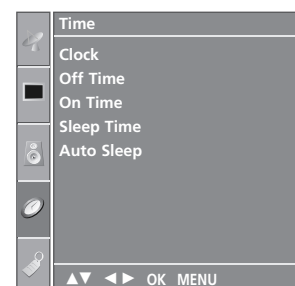 Time
Clock
Off Time
On Time
Sleep Time
Auto Sleep
▲▼ ◄► OK MENU